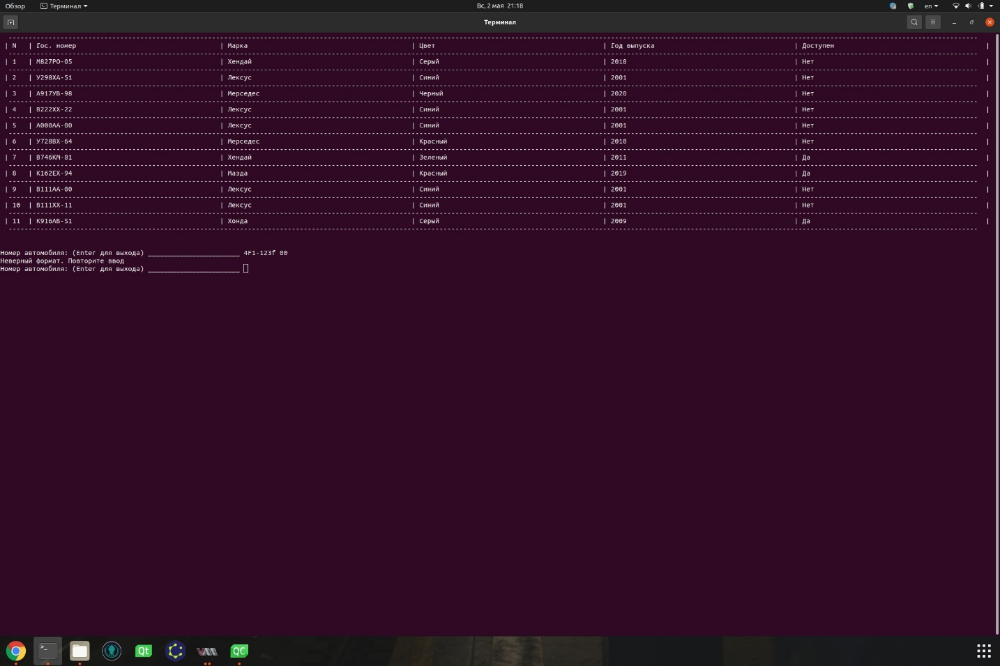 Обзор Терминал Вс, 2 мая 21:18 en
Терминал
| N | Гос. номер | Марка | Цвет | Год выпуска | Доступен |
| 1 | М827РО-05 | Хендай | Серый | 2018 | Нет |
| 2 | У298ХА-51 | Лексус | Синий | 2001 | Нет |
| 3 | А917УВ-98 | Мерседес | Черный | 2020 | Нет |
| 4 | В222ХХ-22 | Лексус | Синий | 2001 | Нет |
| 5 | А000АА-00 | Лексус | Синий | 2001 | Нет |
| 6 | У728ВХ-64 | Мерседес | Красный | 2010 | Нет |
| 7 | В746КМ-81 | Хендай | Зеленый | 2011 | Да |
| 8 | К162ЕХ-94 | Мазда | Красный | 2019 | Да |
| 9 | В111АА-00 | Лексус | Синий | 2001 | Нет |
| 10 | В111ХХ-11 | Лексус | Синий | 2001 | Нет |
| 11 | К916АВ-51 | Хонда | Серый | 2009 | Да |
Номер автомобиля: (Enter для выхода) _______________________ 4F1-123f 00
Неверный формат. Повторите ввод
Номер автомобиля: (Enter для выхода) _______________________
>_ Qt QC